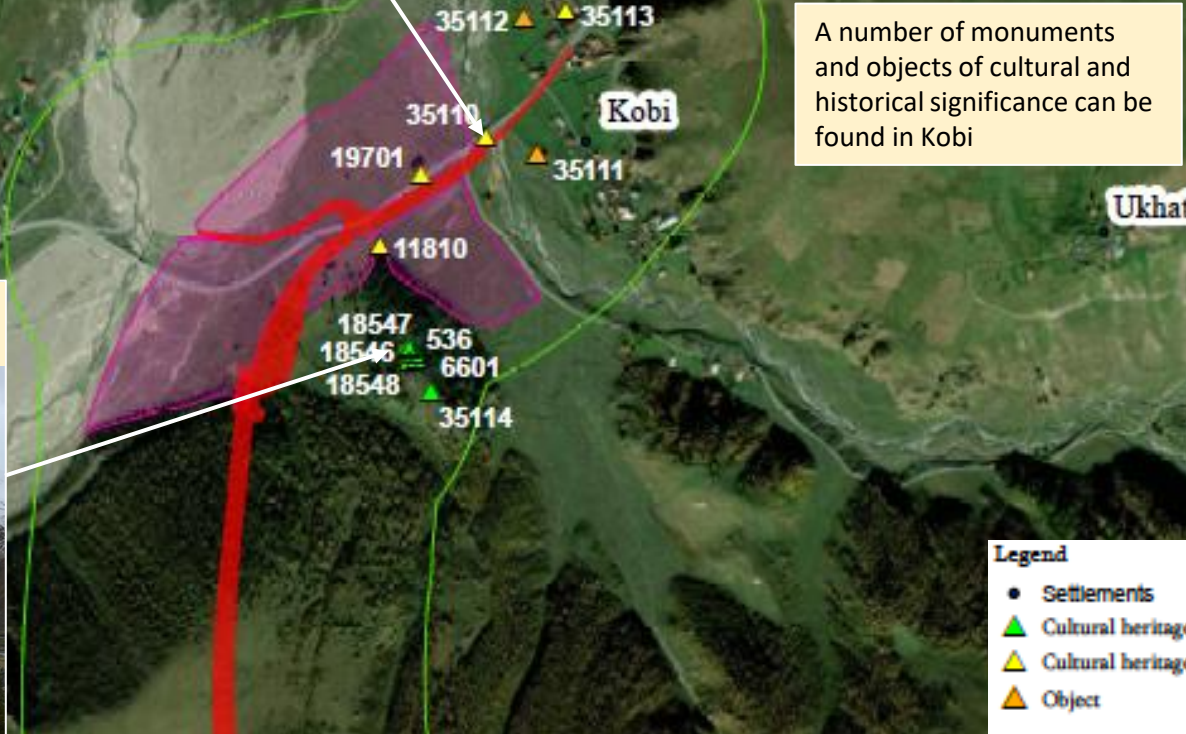 A number of monuments
and objects of cultural and
historical significance can be
found in Kobi
35112
35113
35110
Kobi
19701
35111
11810
18547
536
18546
6601
18548
35114
Legend
Settlements
Cultural heritage
Cultural heritage
Object